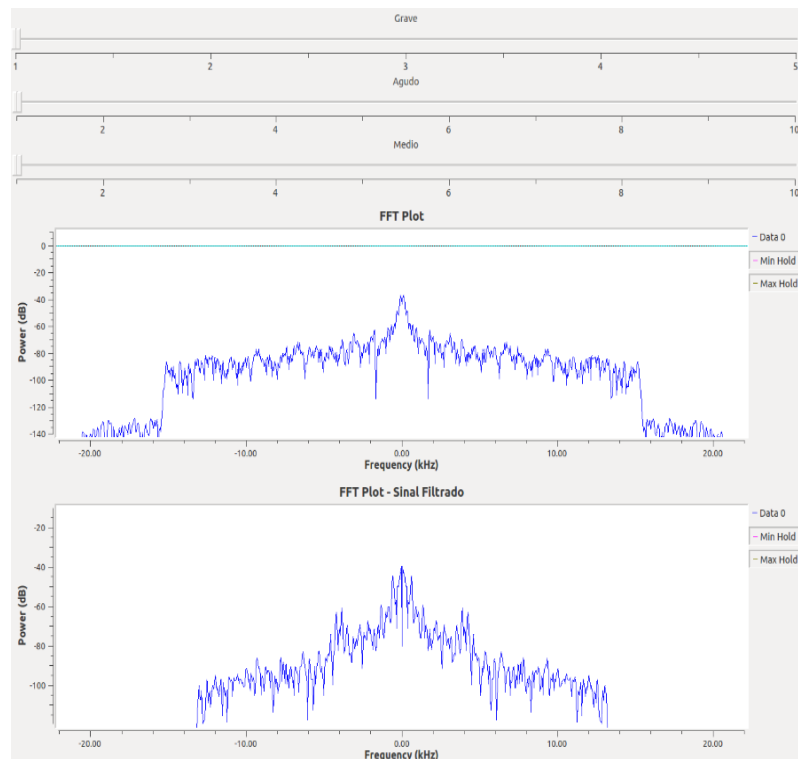 Grave
1 2 3 4 5
Agudo
2 4 6 8 10
Medio
2 4 6 8 10
FFT Plot
Data 0
Min Hold
Max Hold
Power (dB)
0
-20
-40
-60
-80
-100
-120
-140
-20.00 -10.00 0.00 10.00 20.00
Frequency (kHz)
FFT Plot - Sinal Filtrado
Data 0
Min Hold
Max Hold
Power (dB)
-20
-40
-60
-80
-100
-20.00 -10.00 0.00 10.00 20.00
Frequency (kHz)